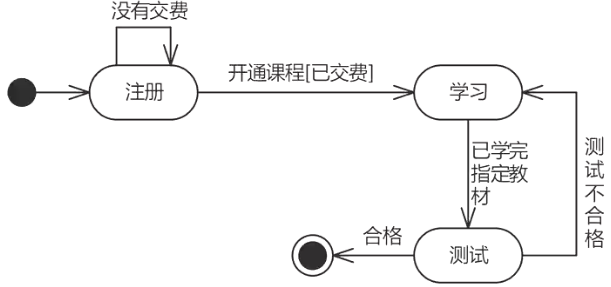 没有交费
注册
开通课程[已交费]
学习
已学完
指定教
材
测
试
不
合
格
合格
测试